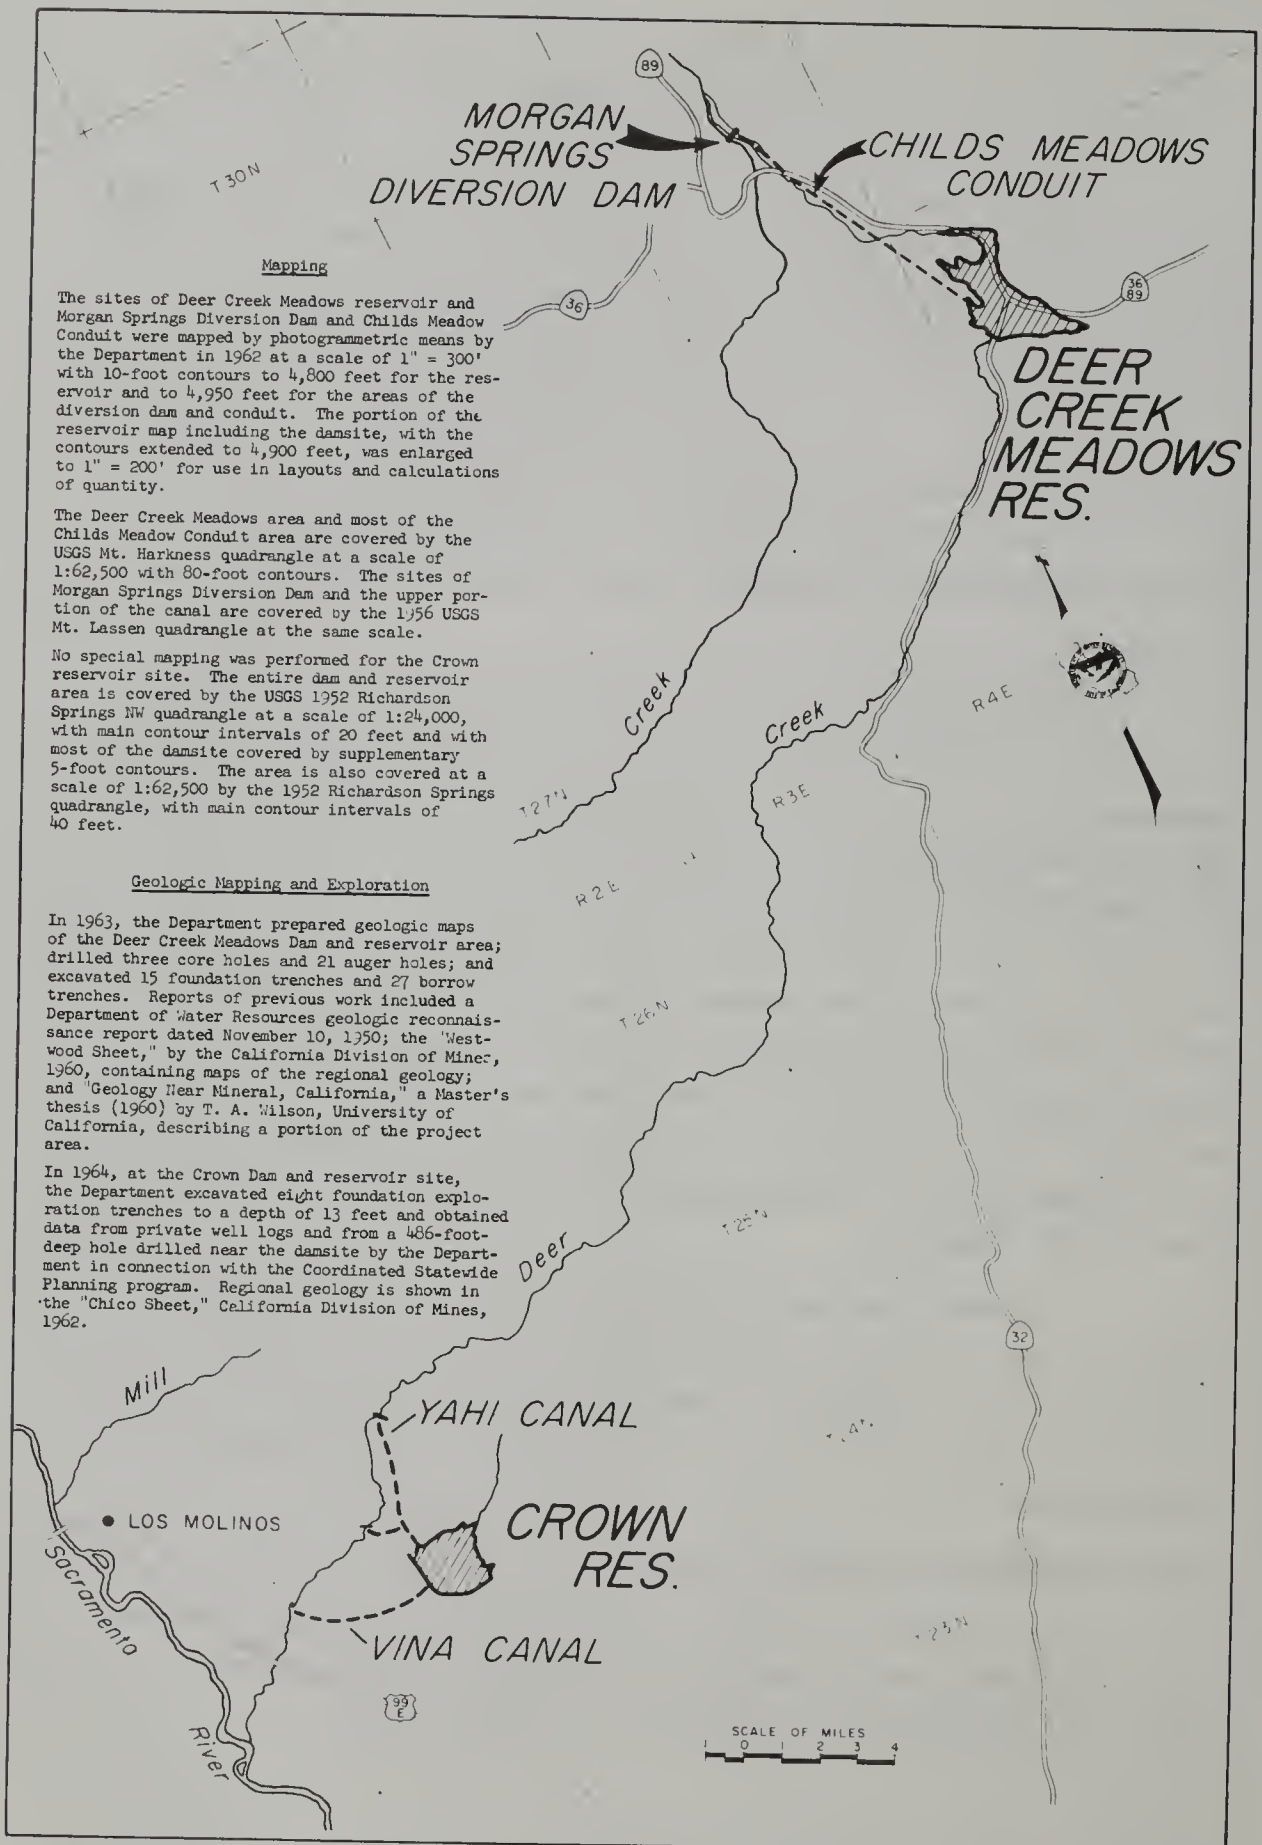 89
MORGAN
SPRINGS
DIVERSION DAM
CHILDS MEADOWS
CONDUIT
T 30N
36
36
89
DEER
CREEK
MEADOWS
RES.
Mapping
The sites of Deer Creek Meadows reservoir and
Morgan Springs Diversion Dam and Childs Meadow
Conduit were mapped by photogrammetric means by
the Department in 1962 at a scale of 1" = 300'
with 10-foot contours to 4,800 feet for the res-
ervoir and to 4,950 feet for the areas of the
diversion dam and conduit. The portion of the
reservoir map including the damsite, with the
contours extended to 4,900 feet, was enlarged
to 1" = 200' for use in layouts and calculations
of quantity.
The Deer Creek Meadows area and most of the
Childs Meadow Conduit area are covered by the
USGS Mt. Harkness quadrangle at a scale of
1:62,500 with 80-foot contours. The sites of
Morgan Springs Diversion Dam and the upper por-
tion of the canal are covered by the 1956 USGS
Mt. Lassen quadrangle at the same scale.
No special mapping was performed for the Crown
reservoir site. The entire dam and reservoir
area is covered by the USGS 1952 Richardson
Springs NW quadrangle at a scale of 1:24,000,
with main contour intervals of 20 feet and with
most of the damsite covered by supplementary
5-foot contours. The area is also covered at a
scale of 1:62,500 by the 1952 Richardson Springs
quadrangle, with main contour intervals of
40 feet.
Geologic Mapping and Exploration
In 1963, the Department prepared geologic maps
of the Deer Creek Meadows Dam and reservoir area;
drilled three core holes and 21 auger holes; and
excavated 15 foundation trenches and 27 borrow
trenches. Reports of previous work included a
Department of Water Resources geologic reconnais-
sance report dated November 10, 1950; the "West-
wood Sheet," by the California Division of Mines,
1960, containing maps of the regional geology;
and "Geology Near Mineral, California," a Master's
thesis (1960) by T. A. Wilson, University of
California, describing a portion of the project
area.
In 1964, at the Crown Dam and reservoir site,
the Department excavated eight foundation explo-
ration trenches to a depth of 13 feet and obtained
data from private well logs and from a 486-foot-
deep hole drilled near the damsite by the Depart-
ment in connection with the Coordinated Statewide
Planning program. Regional geology is shown in
the "Chico Sheet," California Division of Mines,
1962.
Creek
Creek
R4E
T27N
R3E
R2E
T26N
T25N
Deer
32
Mill
YAHI CANAL
LOS MOLINOS
CROWN
RES.
Sacramento
T23N
VINA CANAL
99
E
River
SCALE OF MILES
1 0 1 2 3 4